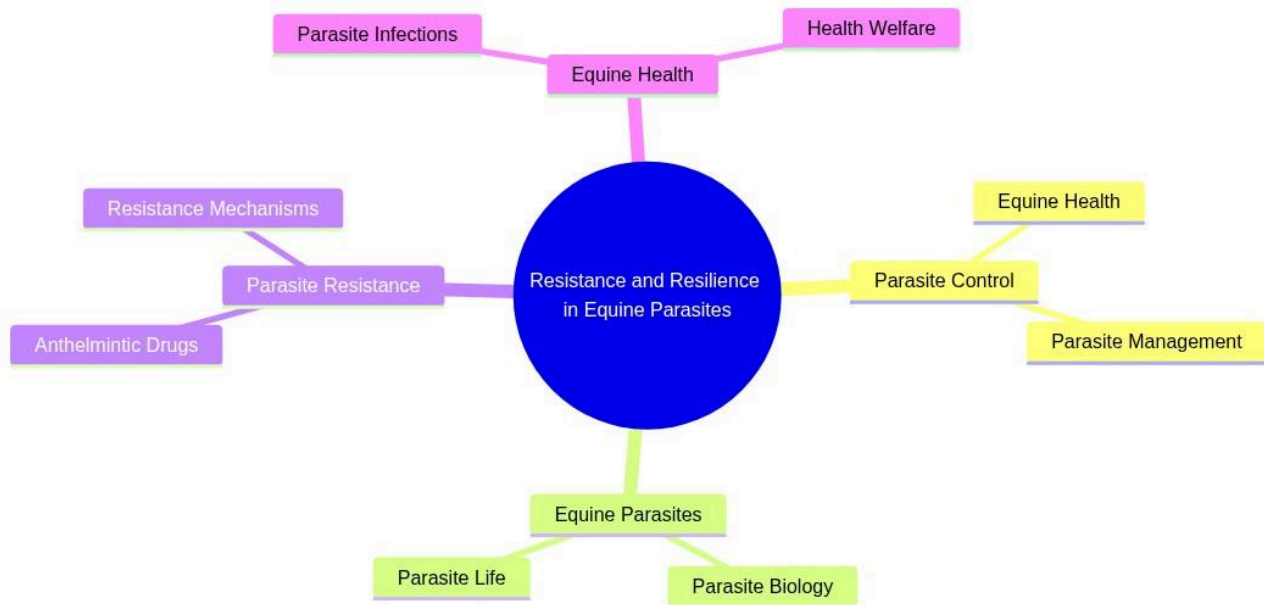 Parasite Infections
Health Welfare
Equine Health
Resistance Mechanisms
Parasite Resistance
Anthelmintic Drugs
Resistance and Resilience
in Equine Parasites
Equine Health
Parasite Control
Parasite Management
Equine Parasites
Parasite Life
Parasite Biology